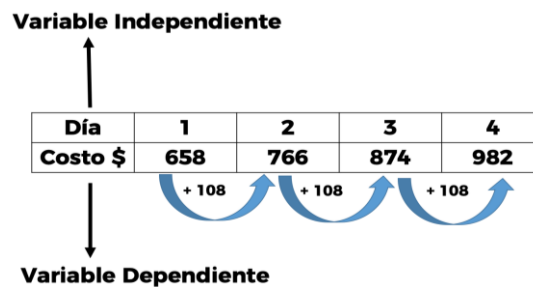 Variable Independiente
Día 1 2 3 4
Costo $ 658 766 874 982
+ 108 + 108 + 108
Variable Dependiente